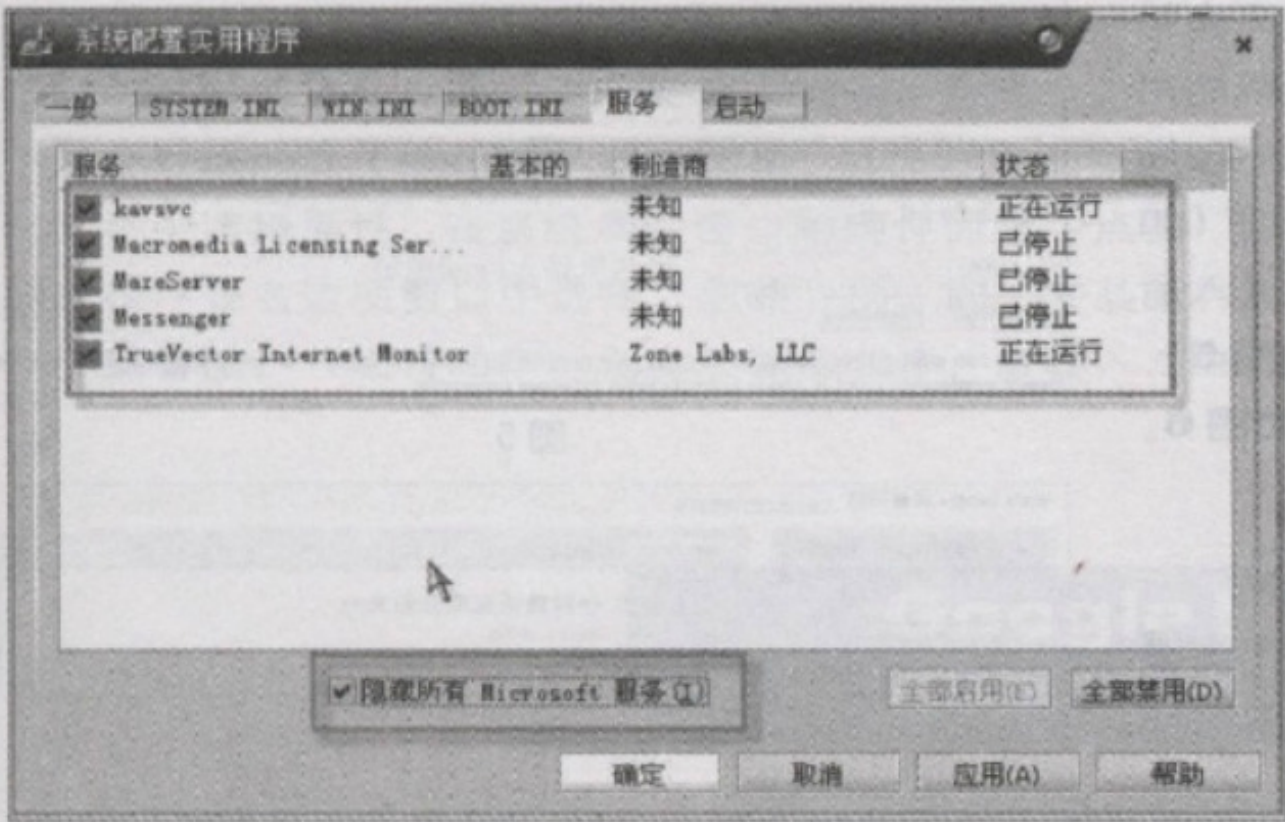 系统配置实用程序
一般 SYSTEM.INI WIN.INI BOOT.INI 服务 启动
服务 基本的 制造商 状态
kavsvc 未知 正在运行
Macromedia Licensing Ser... 未知 已停止
MazeServer 未知 已停止
Messenger 未知 已停止
TrueVector Internet Monitor Zone Labs, LLC 正在运行
隐藏所有 Microsoft 服务(I)
全部启用(E) 全部禁用(D)
确定 取消 应用(A) 帮助